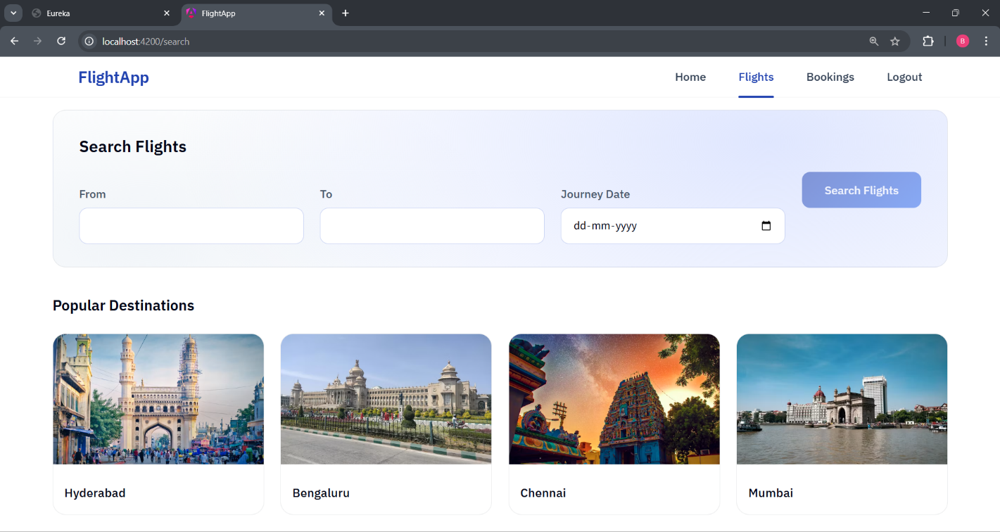 Eureka
FlightApp
localhost:4200/search
B
FlightApp
Home
Flights
Bookings
Logout
Search Flights
From
To
Journey Date
dd-mm-yyyy
Search Flights
Popular Destinations
Hyderabad
Bengaluru
Chennai
Mumbai